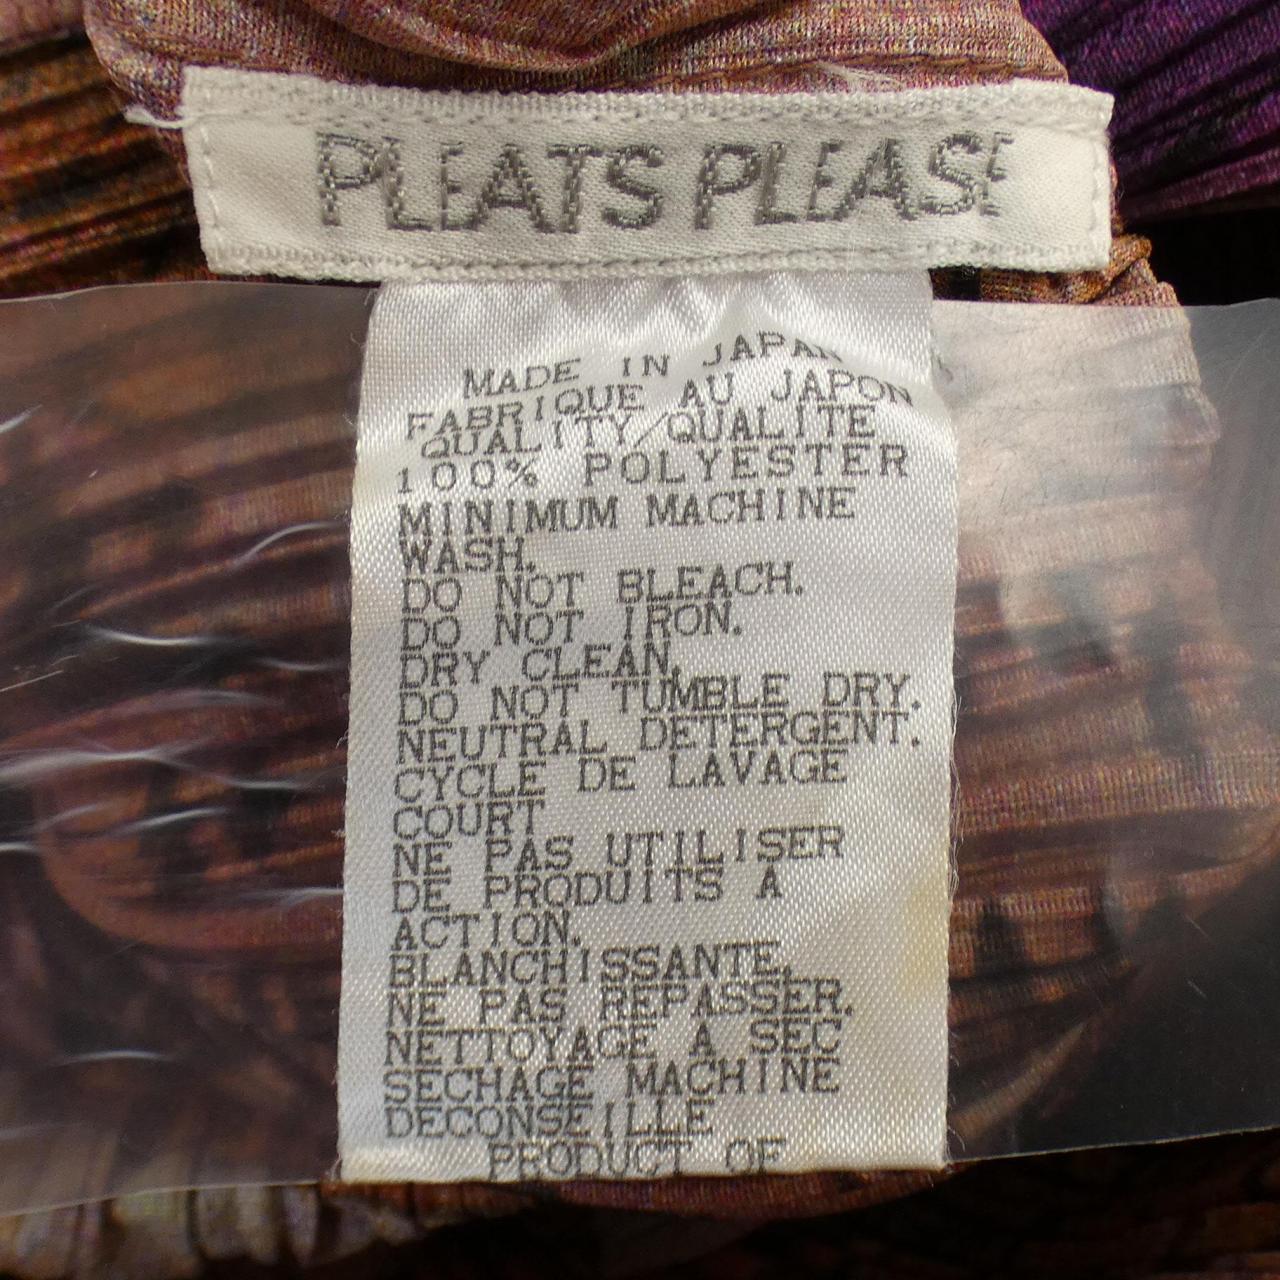 PLEATS PLEASE
MADE IN JAPAN
FABRIQUE AU JAPON
QUALITY/QUALITE
100% POLYESTER
MINIMUM MACHINE
WASH.
DO NOT BLEACH.
DO NOT IRON.
DRY CLEAN.
DO NOT TUMBLE DRY.
NEUTRAL DETERGENT.
CYCLE DE LAVAGE
COURT
NE PAS UTILISER
DE PRODUITS A
ACTION.
BLANCHISSANTE.
NE PAS REPASSER.
NETTOYAGE A SEC
SECHAGE MACHINE
DECONSEILLE
PRODUCT OF